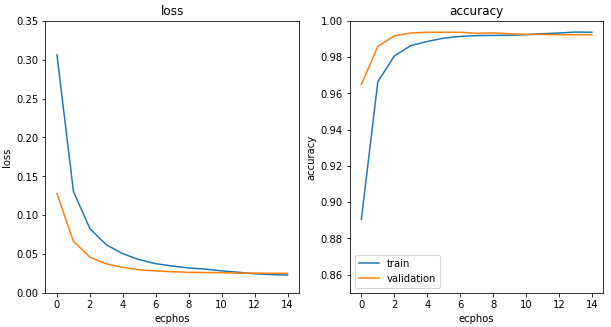 loss
0.35
0.30
0.25
0.20
0.15
0.10
0.05
0.00
loss
0 2 4 6 8 10 12 14
ecphos
accuracy
1.00
0.98
0.96
0.94
0.92
0.90
0.88
0.86
accuracy
0 2 4 6 8 10 12 14
ecphos
train
validation